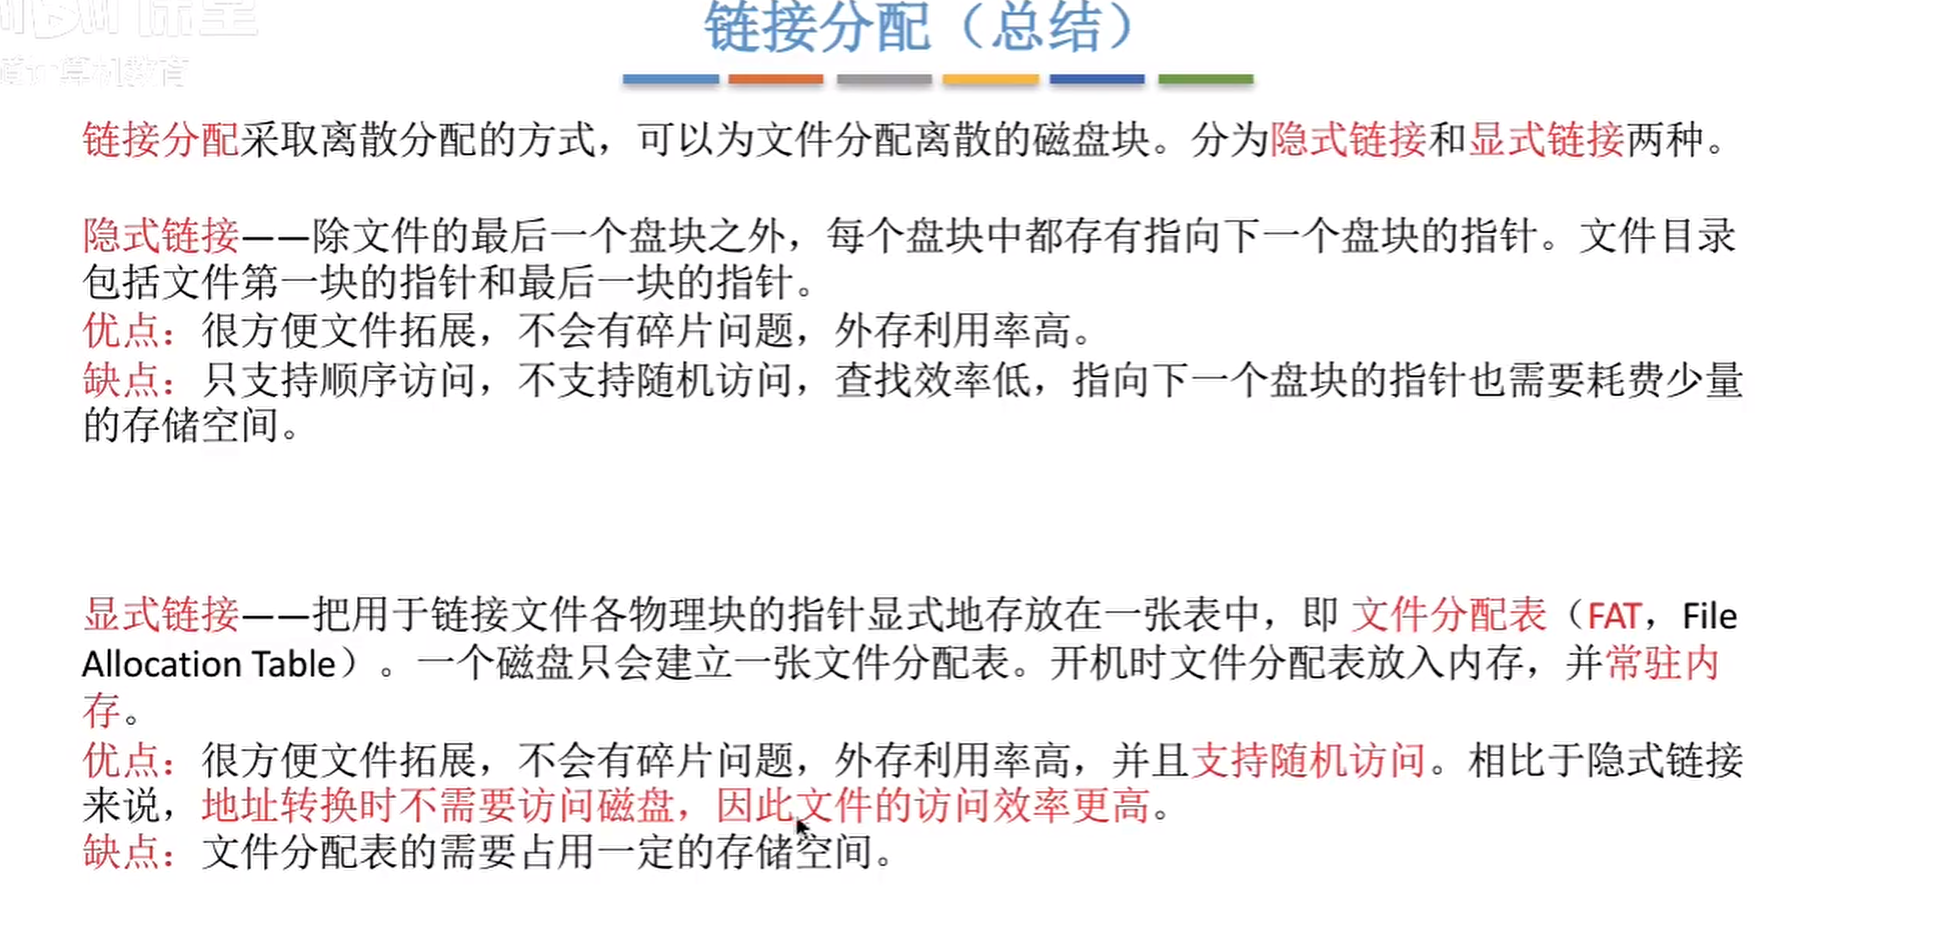 链接分配（总结）
计算机教育
链接分配采取离散分配的方式，可以为文件分配离散的磁盘块。分为隐式链接和显式链接两种。
隐式链接——除文件的最后一个盘块之外，每个盘块中都存有指向下一个盘块的指针。文件目录
包括文件第一块的指针和最后一块的指针。
优点：很方便文件拓展，不会有碎片问题，外存利用率高。
缺点：只支持顺序访问，不支持随机访问，查找效率低，指向下一个盘块的指针也需要耗费少量
的存储空间。
显式链接——把用于链接文件各物理块的指针显式地存放在一张表中，即 文件分配表（FAT，File
Allocation Table）。一个磁盘只会建立一张文件分配表。开机时文件分配表放入内存，并常驻内
存。
优点：很方便文件拓展，不会有碎片问题，外存利用率高，并且支持随机访问。相比于隐式链接
来说，地址转换时不需要访问磁盘，因此文件的访问效率更高。
缺点：文件分配表的需要占用一定的存储空间。